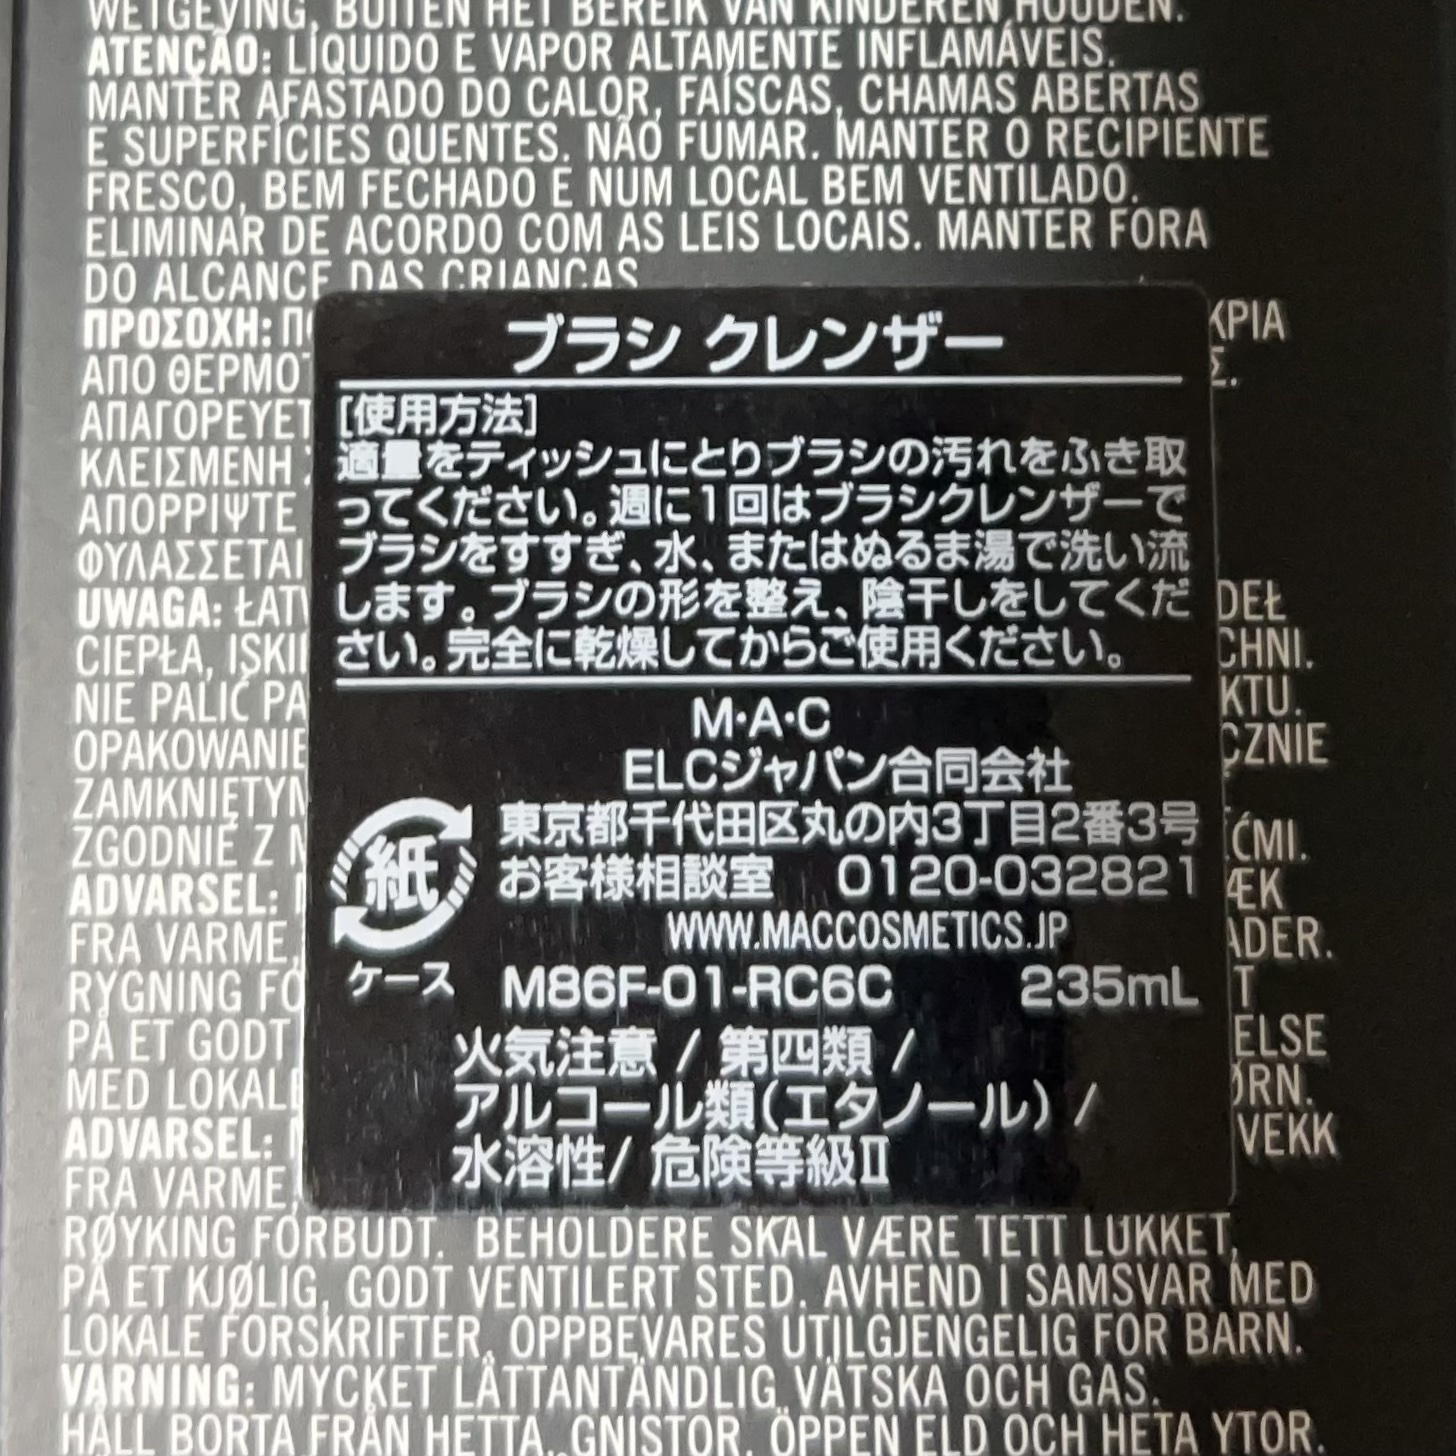 WETGEVING, BUITEN HET BEREIK VAN KINDEREN HOUDEN.
ATENÇÃO: LÍQUIDO E VAPOR ALTAMENTE INFLAMÁVEIS.
MANTER AFASTADO DO CALOR, FAÍSCAS, CHAMAS ABERTAS
E SUPERFÍCIES QUENTES. NÃO FUMAR. MANTER O RECIPIENTE
FRESCO, BEM FECHADO E NUM LOCAL BEM VENTILADO.
ELIMINAR DE ACORDO COM AS LEIS LOCAIS. MANTER FORA
DO ALCANCE DAS CRIANÇAS
ΠΡΟΣΟΧΗ:
ΑΠΟ ΘΕΡΜΟΤ
ΑΠΑΓΟΡΕΥΕΤ
ΚΛΕΙΣΜΕΝΗ
ΑΠΟΡΡΙΨΤΕ
ΦΥΛΑΣΣΕΤΑΙ
UWAGA: ŁATW
CIEPŁA, ISKI
NIE PALIĆ PA
OPAKOWANIE
ZAMKNIĘTYM
ZGODNIE Z
ADVARSEL:
FRA VARME,
RYGNING FO
PÅ ET GODT
MED LOKALE
ADVARSEL:
FRA VARME,
ブラシ クレンザー
[使用方法]
適量をティッシュにとりブラシの汚れをふき取
ってください。週に1回はブラシクレンザーで
ブラシをすすぎ、水、またはぬるま湯で洗い流
します。ブラシの形を整え、陰干しをしてくだ
さい。完全に乾燥してからご使用ください。
M・A・C
ELCジャパン合同会社
東京都千代田区丸の内3丁目2番3号
お客様相談室 0120-032821
WWW.MACCOSMETICS.JP
紙
ケース M86F-01-RC6C 235mL
火気注意 / 第四類 /
アルコール類(エタノール) /
水溶性/ 危険等級Ⅱ
ΚΡΙΑ
Σ.
DEŁ
CHNI.
KTU.
CZNIE
ĆMI.
ÆK
ADER.
T
ELSE
ØRN.
VEKK
RØYKING FORBUDT. BEHOLDERE SKAL VÆRE TETT LUKKET,
PÅ ET KJØLIG, GODT VENTILERT STED. AVHEND I SAMSVAR MED
LOKALE FORSKRIFTER, OPPBEVARES UTILGJENGELIG FOR BARN.
VARNING: MYCKET LÄTTANTÄNDLIG VÄTSKA OCH GAS.
HÅLL BORTA FRÅN HETTA, GNISTOR, ÖPPEN ELD OCH HETA YTOR.